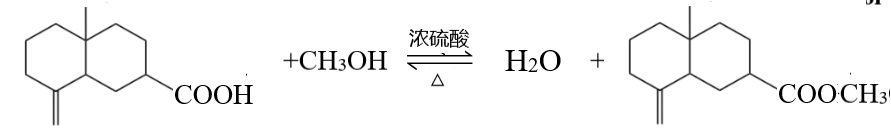 浓硫酸
COOH +CH3OH △ H2O + COOCH3